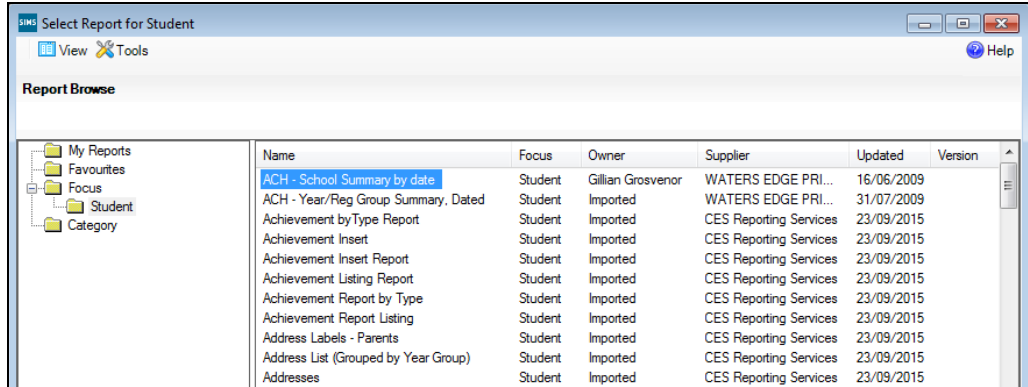 SIMS Select Report for Student
View Tools Help
Report Browse
My Reports
Favourites
Focus
Student
Category
Name Focus Owner Supplier Updated Version
ACH - School Summary by date Student Gillian Grosvenor WATERS EDGE PRI... 16/06/2009
ACH - Year/Reg Group Summary, Dated Student Imported WATERS EDGE PRI... 31/07/2009
Achievement byType Report Student Imported CES Reporting Services 23/09/2015
Achievement Insert Student Imported CES Reporting Services 23/09/2015
Achievement Insert Report Student Imported CES Reporting Services 23/09/2015
Achievement Listing Report Student Imported CES Reporting Services 23/09/2015
Achievement Report by Type Student Imported CES Reporting Services 23/09/2015
Achievement Report Listing Student Imported CES Reporting Services 23/09/2015
Address Labels - Parents Student Imported CES Reporting Services 23/09/2015
Address List (Grouped by Year Group) Student Imported CES Reporting Services 23/09/2015
Addresses Student Imported CES Reporting Services 23/09/2015